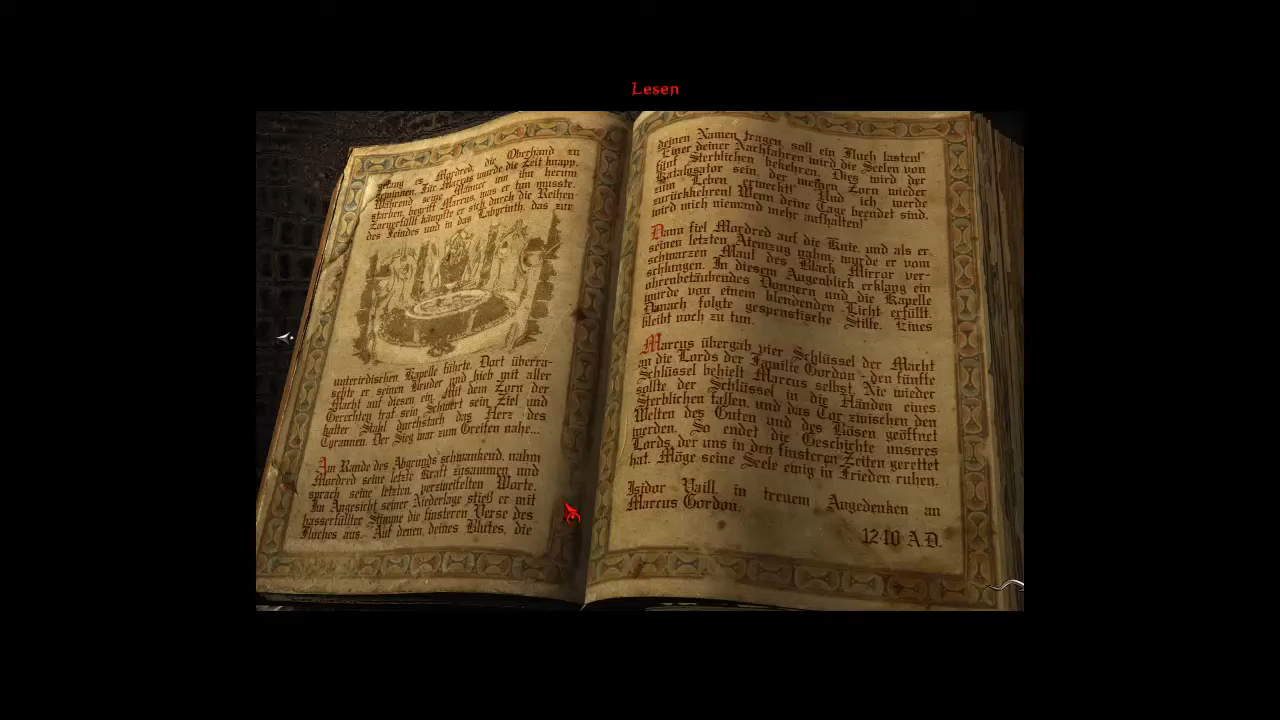 Lesen
gelang es Mordred, die Oberhand zu
gewinnen. Für Marcus wurde die Zeit knapp.
Während seine Männer um ihn herum
starben, begriff Marcus, was er tun musste.
Zornerfüllt kämpfte er sich durch die Reihen
des Feindes und in das Labyrinth, das zur
unterirdischen Kapelle führte. Dort überra-
schte er seinen Bruder und hieb mit aller
Macht auf diesen ein. Mit dem Zorn der
Gerechten traf sein Schwert sein Ziel und
kalter Stahl durchstach das Herz des
Tyrannen. Der Sieg war zum Greifen nahe...
Am Rande des Abgrunds schwankend, nahm
Mordred seine letzte Kraft zusammen und
sprach seine letzten, verzweifelten Worte.
Im Angesicht seiner Niederlage stieß er mit
hasserfüllter Stimme die finsteren Verse des
Fluches aus. Auf denen deines Blutes, die
deinen Namen tragen soll ein Fluch lasten!
Einer deiner Nachfahren wird die Seelen von
fünf Sterblichen bekehren. Dies wird der
Katalysator sein, der meinen Zorn wieder
zum Leben erweckt! Und ich werde
zurückkehren! Wenn deine Tage beendet sind,
wird mich niemand mehr aufhalten!
Dann fiel Mordred auf die Knie, und als er
seinen letzten Atemzug nahm, wurde er vom
schwarzen Maul des Black Mirror ver-
schlungen. In diesem Augenblick erklang ein
ohrenbetäubendes Donnern und die Kapelle
wurde von einem blendenden Licht erfüllt.
Danach folgte gespenstische Stille. Eines
bleibt noch zu tun.
Marcus übergab vier Schlüssel der Macht
an die Lords der Familie Gordon - den fünfte
Schlüssel behielt Marcus selbst. Nie wieder
sollte der Schlüssel in die Händen eines
Sterblichen fallen, und das Tor zwischen den
Welten des Guten und des Bösen geöffnet
werden. So endet die Geschichte unseres
Lords, der uns in den finsteren Zeiten gerettet
hat. Möge seine Seele ewig in Frieden ruhen.
Isidor Vaill, in treuem Angedenken an
Marcus Gordon.
1210 A.D.